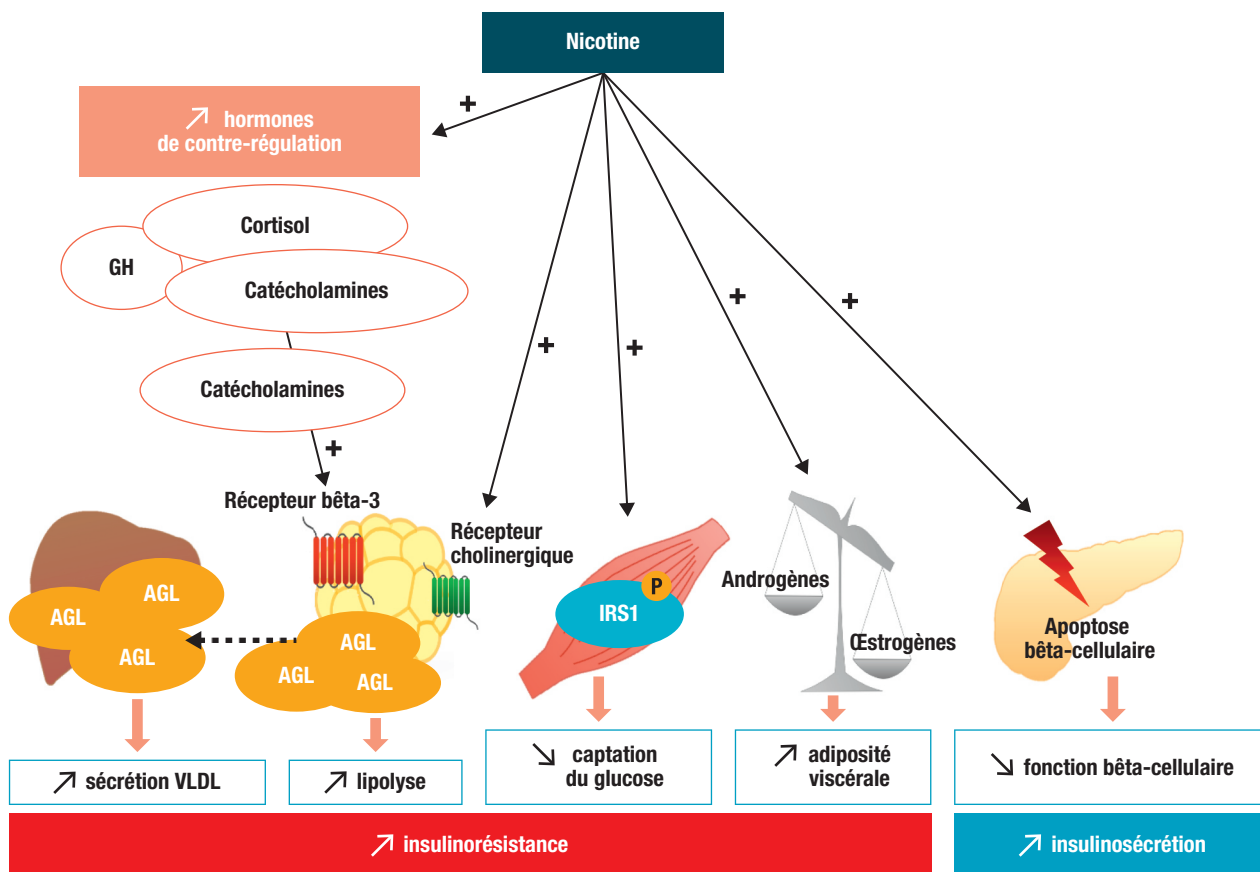 Nicotine
+
↗ hormones
de contre-régulation
Cortisol
GH
Catécholamines
+
+
+
+
Catécholamines
+
Récepteur bêta-3
Récepteur
cholinergique
AGL
AGL
AGL
AGL
AGL
AGL
P
IRS1
Androgènes
Œstrogènes
Apoptose
bêta-cellulaire
↗ sécrétion VLDL
↗ lipolyse
↘ captation
du glucose
↗ adiposité
viscérale
↘ fonction bêta-cellulaire
↗ insulinorésistance
↗ insulinosécrétion